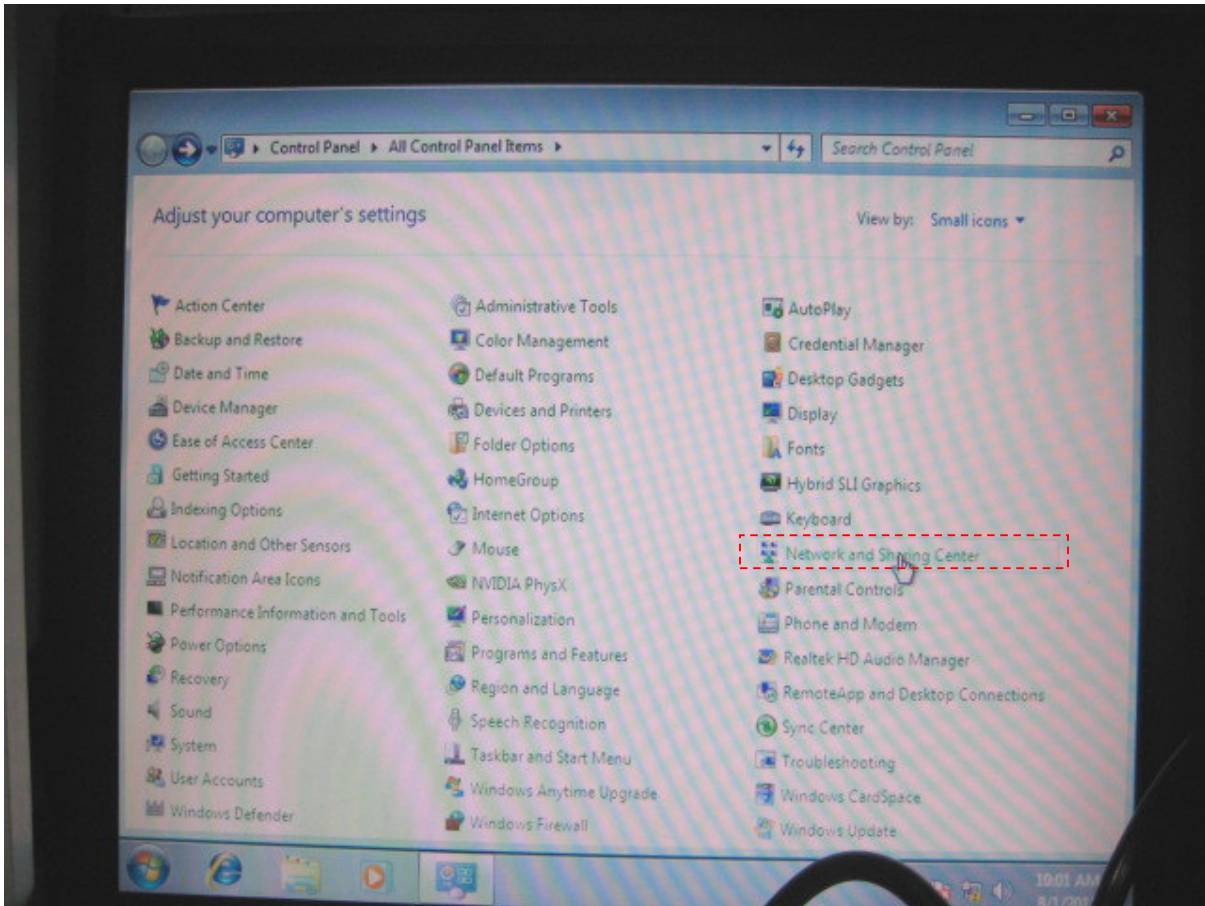 Control Panel All Control Panel Items
Search Control Panel
Adjust your computer's settings
View by: Small icons
Action Center
Backup and Restore
Date and Time
Device Manager
Ease of Access Center
Getting Started
Indexing Options
Location and Other Sensors
Notification Area Icons
Performance Information and Tools
Power Options
Recovery
Sound
System
User Accounts
Windows Defender
Administrative Tools
Color Management
Default Programs
Devices and Printers
Folder Options
HomeGroup
Internet Options
Mouse
NVIDIA PhysX
Personalization
Programs and Features
Region and Language
Speech Recognition
Taskbar and Start Menu
Windows Anytime Upgrade
Windows Firewall
AutoPlay
Credential Manager
Desktop Gadgets
Display
Fonts
Hybrid SLI Graphics
Keyboard
Network and Sharing Center
Parental Controls
Phone and Modem
Realtek HD Audio Manager
RemoteApp and Desktop Connections
Sync Center
Troubleshooting
Windows CardSpace
Windows Update
10:01 AM